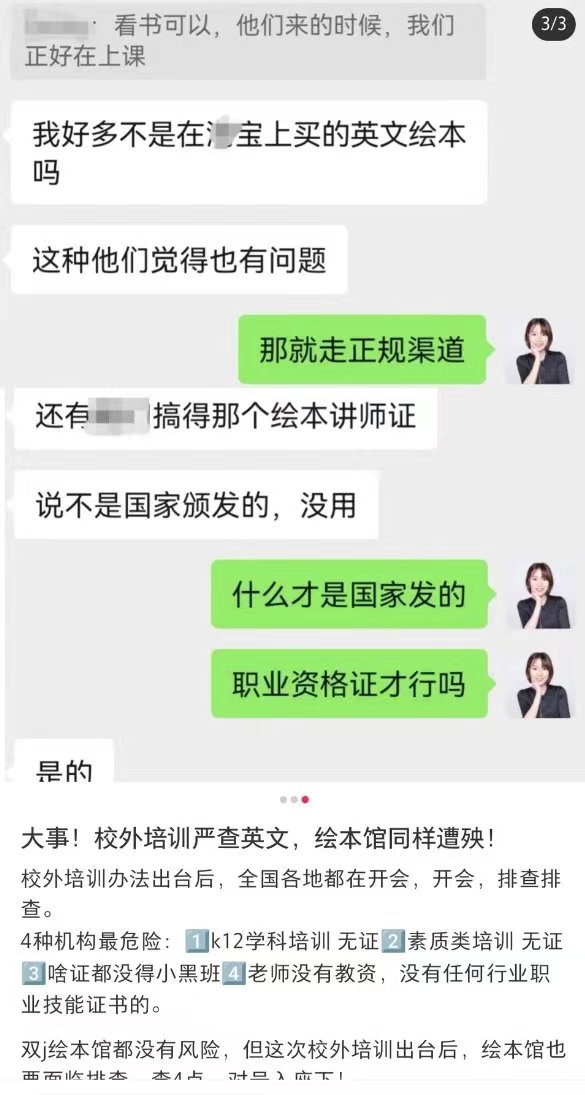 3/3
：看书可以，他们来的时候，我们
正好在上课
我好多不是在宝上买的英文绘本
吗
这种他们觉得也有问题
那就走正规渠道
还有搞得那个绘本讲师证
说不是国家颁发的，没用
什么才是国家发的
职业资格证才行吗
是的
大事！校外培训严查英文，绘本馆同样遭殃！
校外培训办法出台后，全国各地都在开会，开会，排查排
查。
4种机构最危险：1️⃣k12学科培训 无证2️⃣素质类培训 无证
3️⃣啥证都没得小黑班4️⃣老师没有教资，没有任何行业职
业技能证书的。
双j绘本馆都没有风险，但这次校外培训出台后，绘本馆也
要面临排查，查4点，对号入座下！